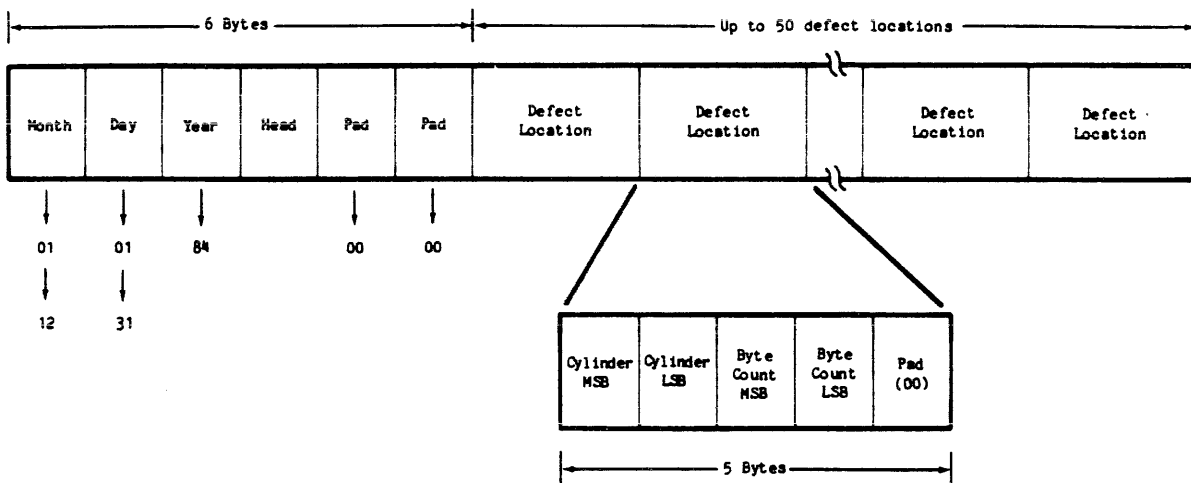 6 Bytes Up to 50 defect locations
Month Day Year Head Pad Pad Defect Location Defect Location Defect Location Defect Location
01 01 84 00 00
12 31
Cylinder MSB Cylinder LSB Byte Count MSB Byte Count LSB Pad (00)
5 Bytes